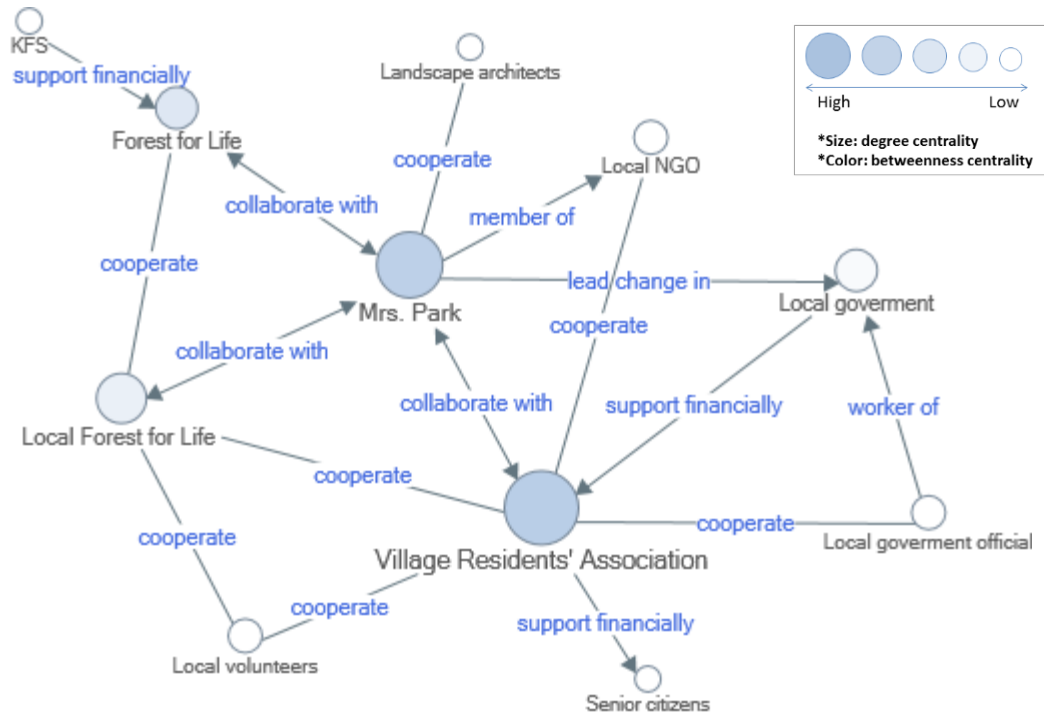 KFS
support financially
Forest for Life
Landscape architects
cooperate
Local NGO
High
Low
*Size: degree centrality
*Color: betweenness centrality
collaborate with
member of
cooperate
lead change in
Local goverment
Mrs. Park
cooperate
collaborate with
collaborate with
support financially
worker of
Local Forest for Life
cooperate
cooperate
cooperate
Local goverment official
Village Residents' Association
cooperate
support financially
Local volunteers
Senior citizens